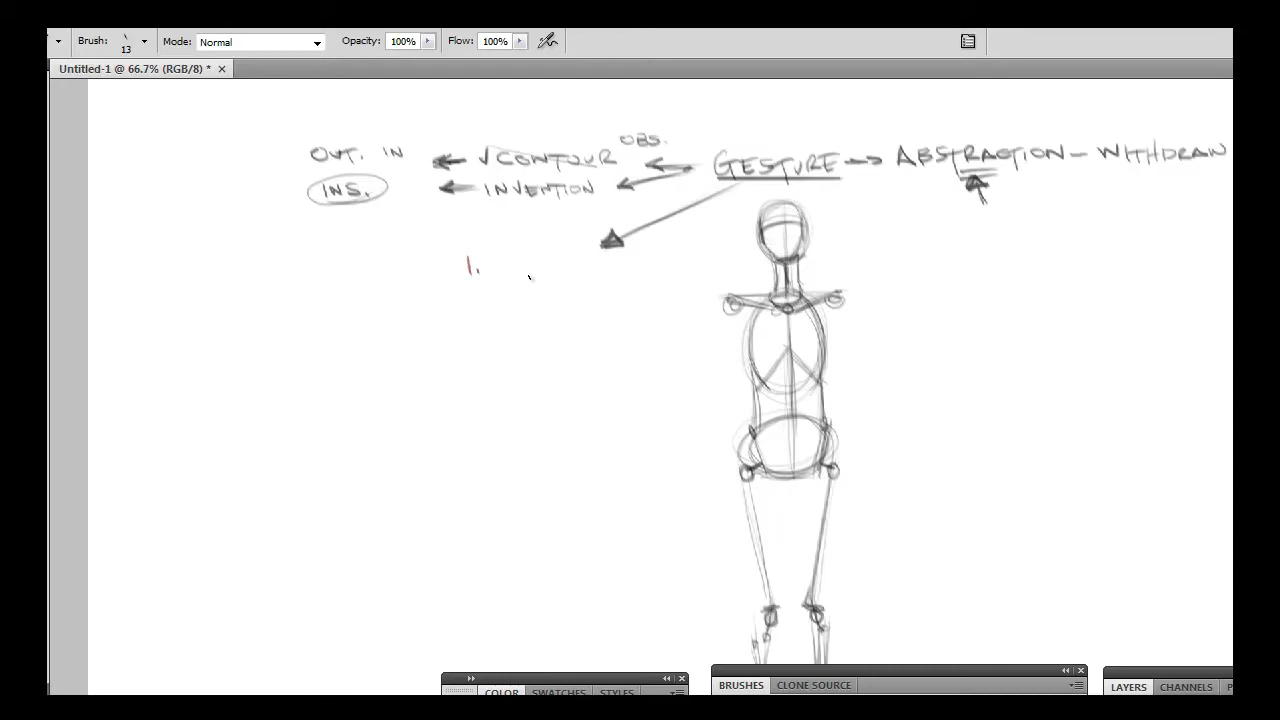 Brush: 13 Mode: Normal Opacity: 100% Flow: 100%
Untitled-1 @ 66.7% (RGB/8) * ×
OBS.
OUT. IN ← √CONTOUR ← GESTURE → ABSTRACTION - WITHDRAW
INS. ← INVENTION
1.
COLOR SWATCHES STYLES
BRUSHES CLONE SOURCE
LAYERS CHANNELS P